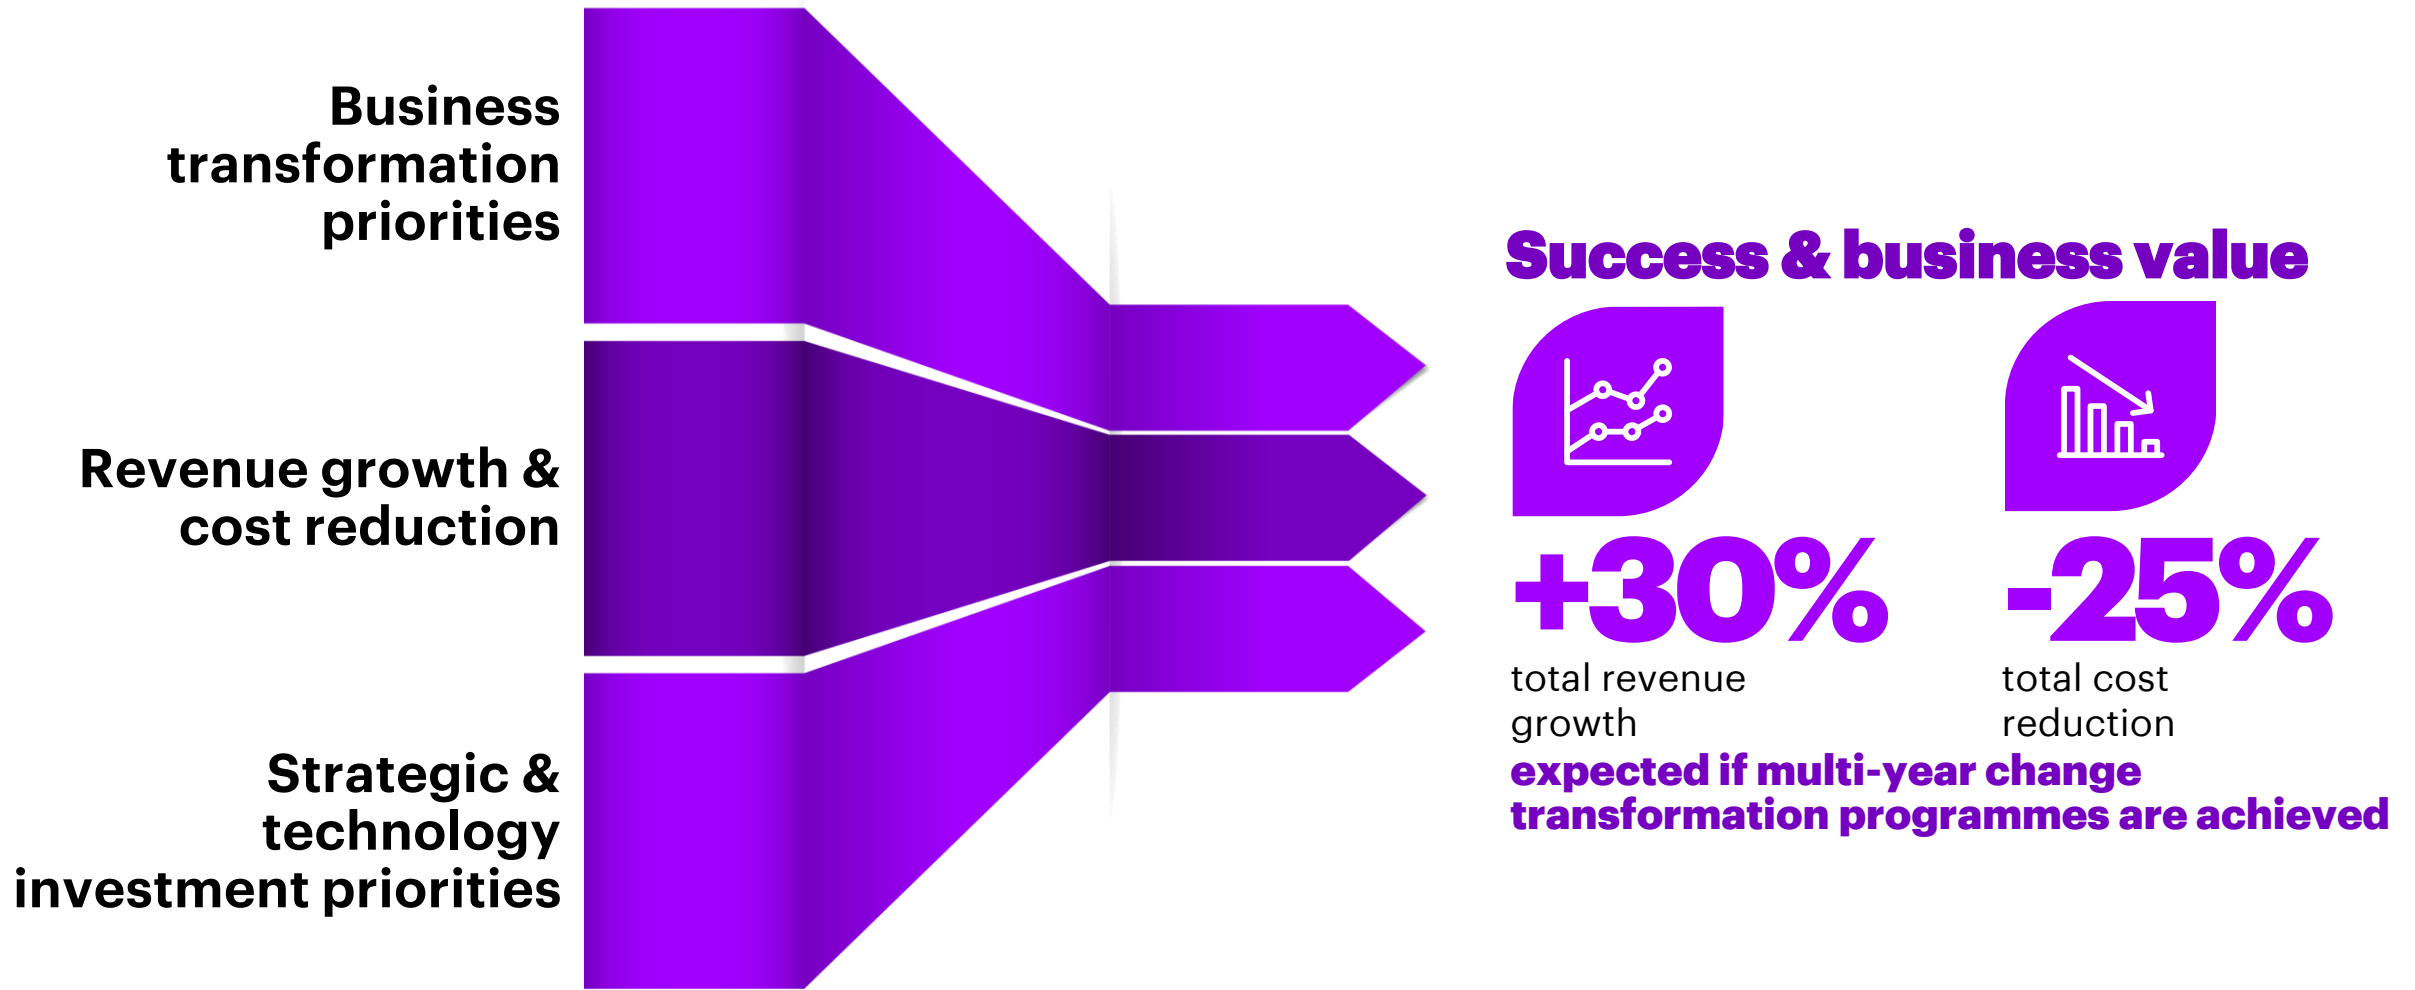 Business
transformation
priorities
Revenue growth &
cost reduction
Strategic &
technology
investment priorities
Success & business value
+30%
total revenue
growth
-25%
total cost
reduction
expected if multi-year change
transformation programmes are achieved